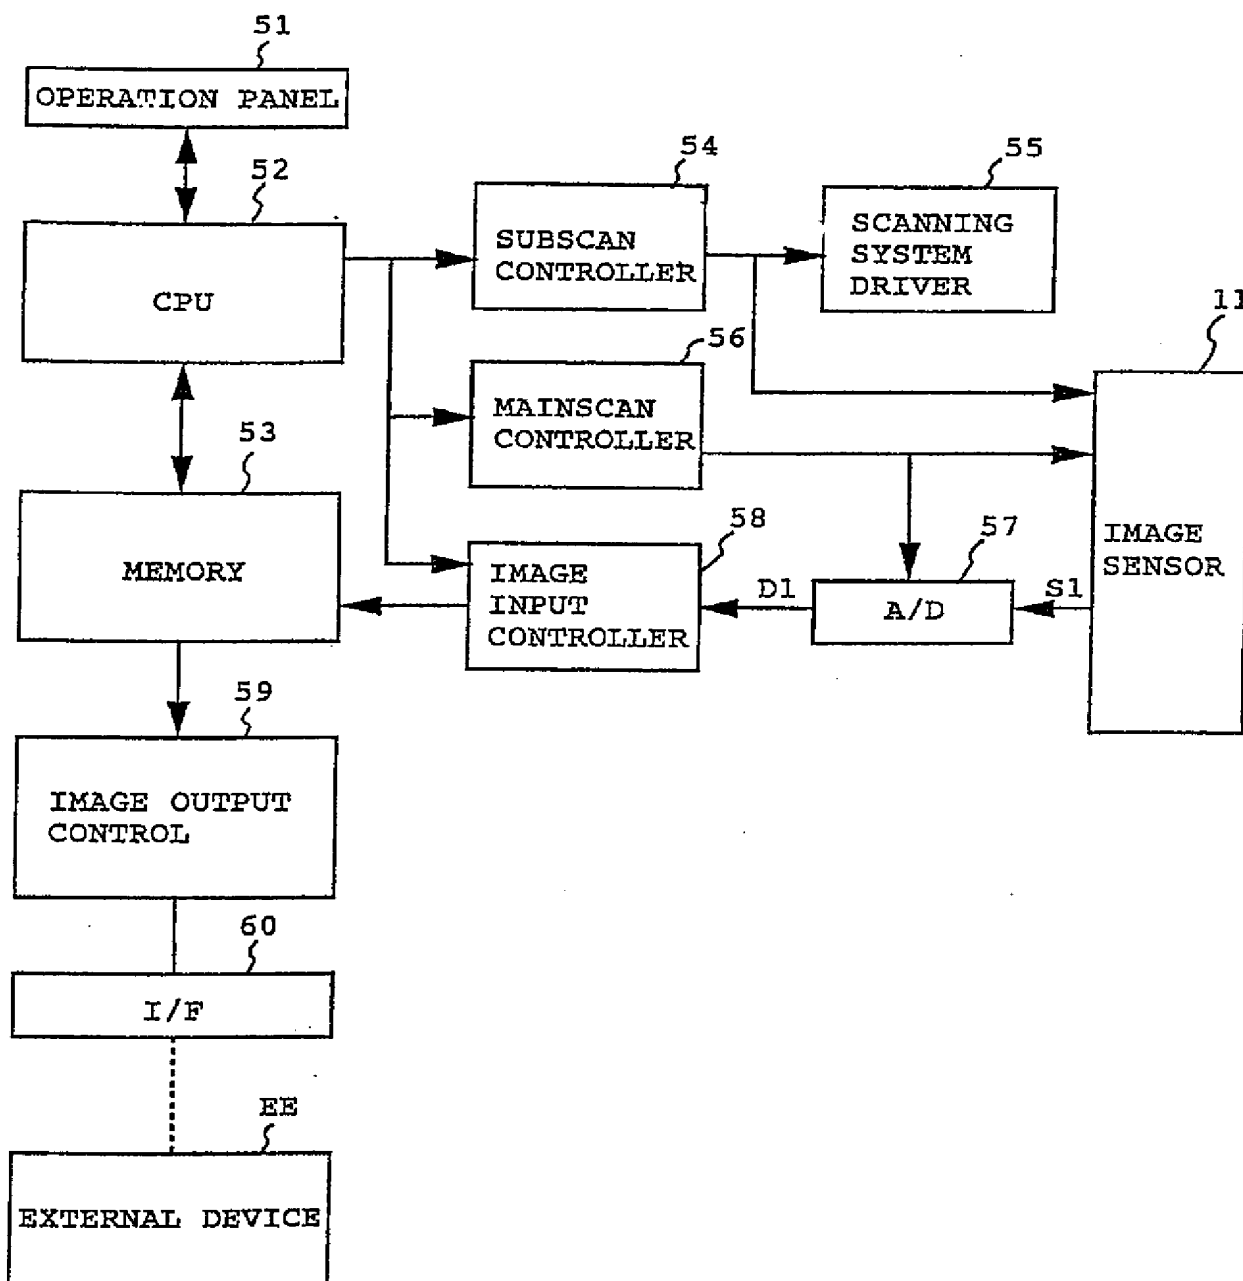 51
OPERATION PANEL
52
CPU
54
SUBSCAN
CONTROLLER
55
SCANNING
SYSTEM
DRIVER
11
IMAGE
SENSOR
56
MAINSCAN
CONTROLLER
53
MEMORY
58
IMAGE
INPUT
CONTROLLER
D1
57
A/D
S1
59
IMAGE OUTPUT
CONTROL
60
I/F
EE
EXTERNAL DEVICE